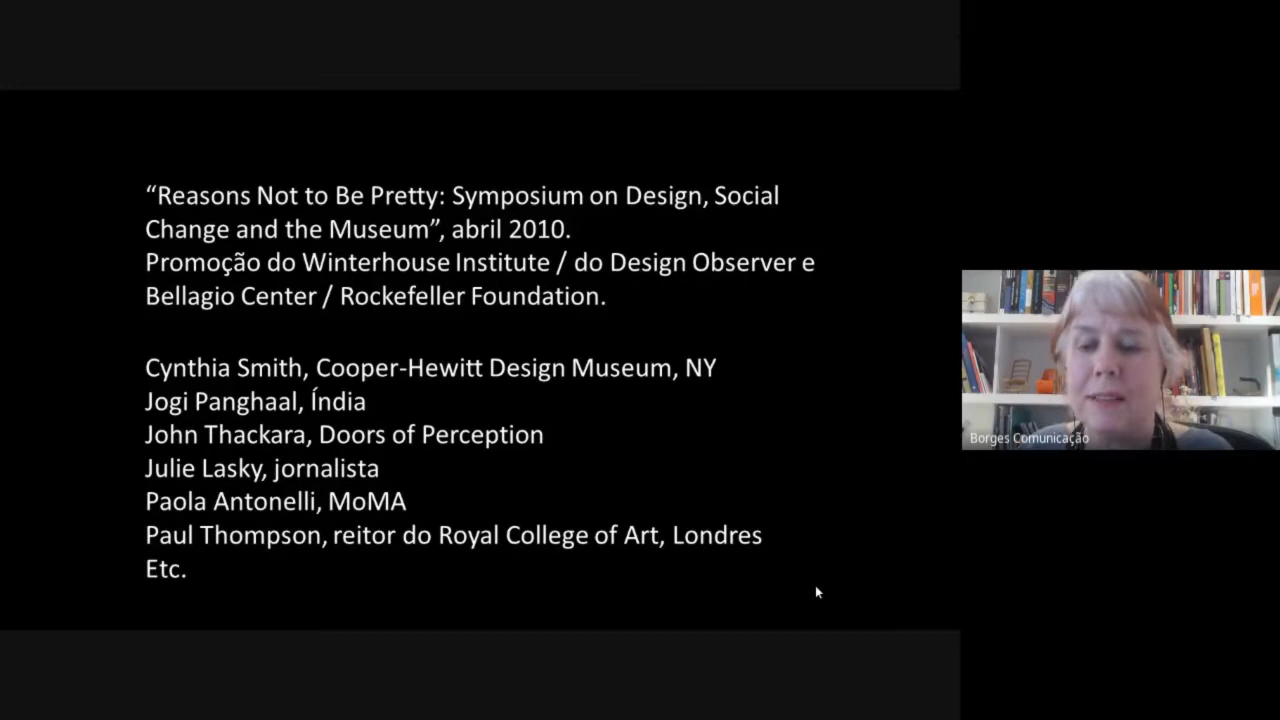 “Reasons Not to Be Pretty: Symposium on Design, Social
Change and the Museum”, abril 2010.
Promoção do Winterhouse Institute / do Design Observer e
Bellagio Center / Rockefeller Foundation.
Cynthia Smith, Cooper-Hewitt Design Museum, NY
Jogi Panghaal, Índia
John Thackara, Doors of Perception
Julie Lasky, jornalista
Paola Antonelli, MoMA
Paul Thompson, reitor do Royal College of Art, Londres
Etc.
Borges Comunicação